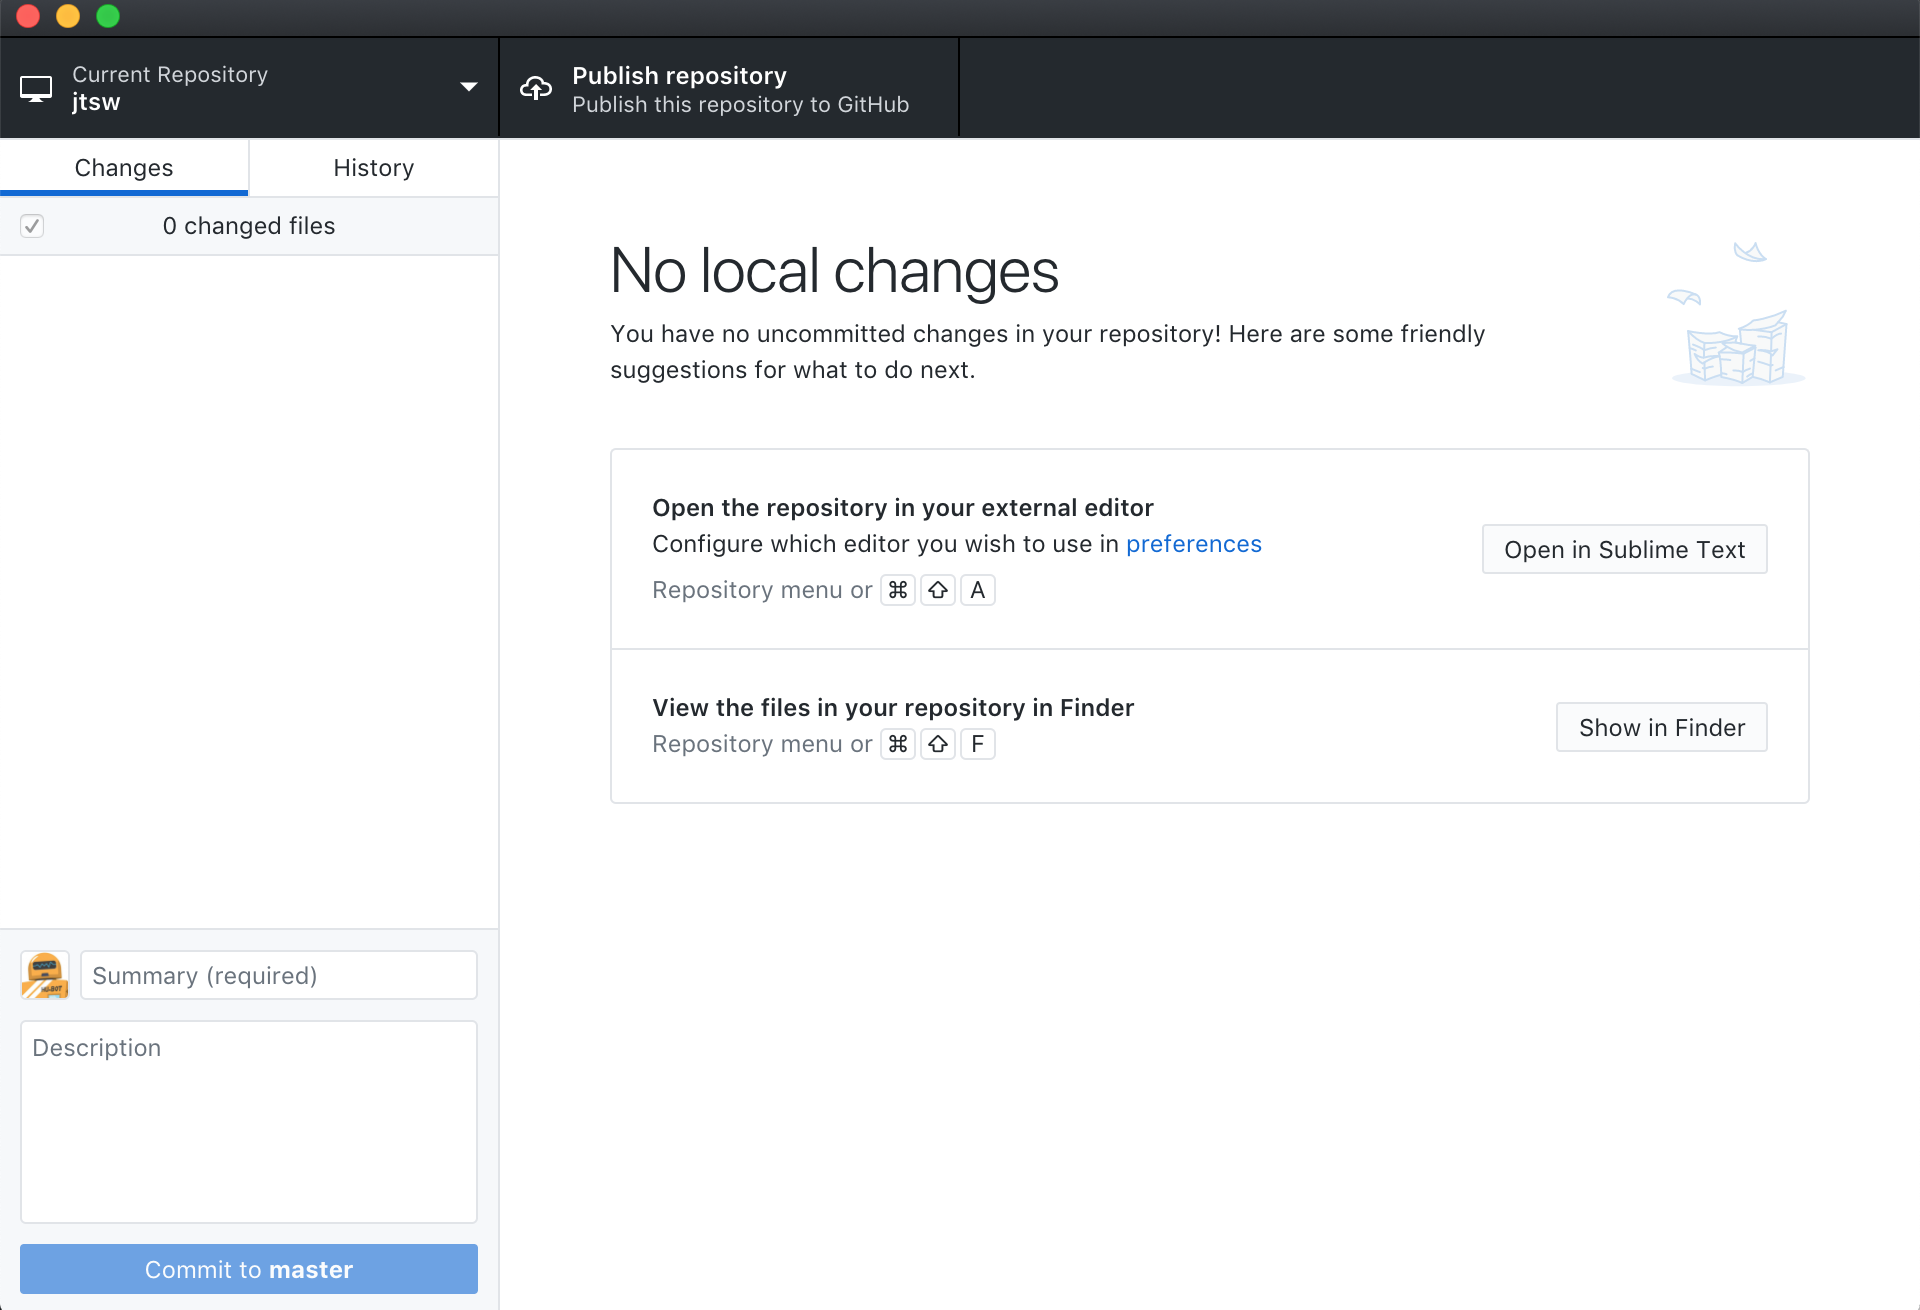 Current Repository
jtsw
Publish repository
Publish this repository to GitHub
Changes
History
0 changed files
No local changes
You have no uncommitted changes in your repository! Here are some friendly
suggestions for what to do next.
Open the repository in your external editor
Configure which editor you wish to use in preferences
Repository menu or ⌘ ⇧ A
Open in Sublime Text
View the files in your repository in Finder
Repository menu or ⌘ ⇧ F
Show in Finder
Summary (required)
Description
Commit to master